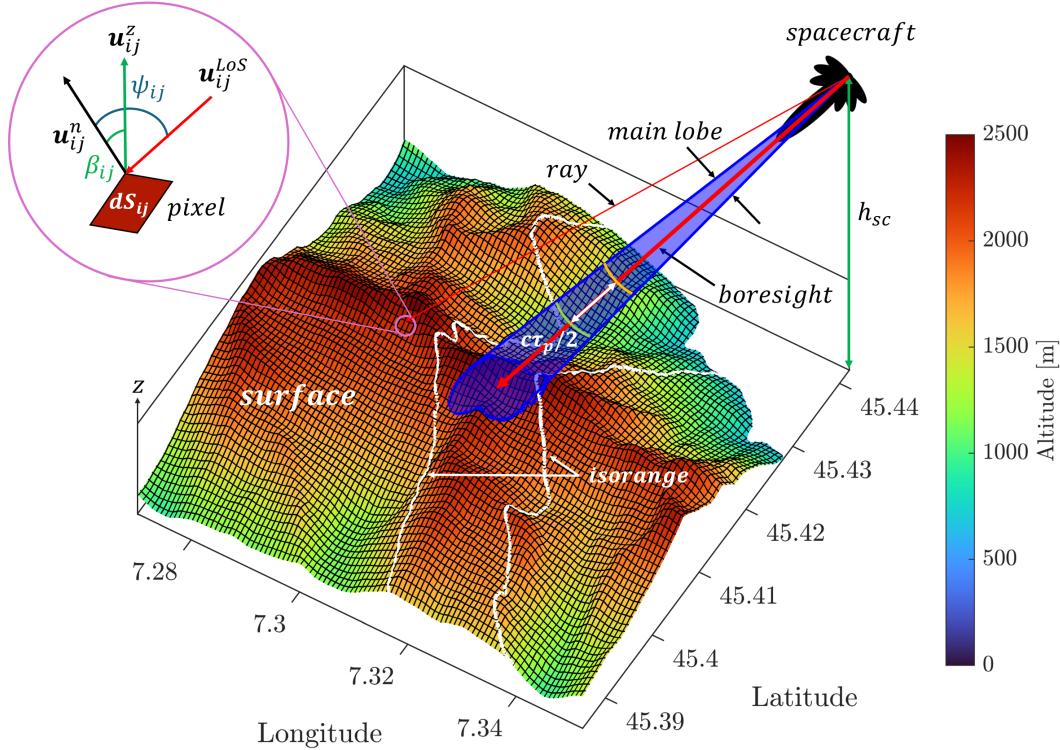 spacecraft
u_ij^z
u_ij^LoS
ψ_ij
u_ij^n
β_ij
dS_ij
pixel
main lobe
ray
h_sc
boresight
cτ_p/2
surface
isorange
z
7.28
7.3
7.32
7.34
Longitude
45.39
45.4
45.41
45.42
45.43
45.44
Latitude
2500
2000
1500
1000
500
0
Altitude [m]